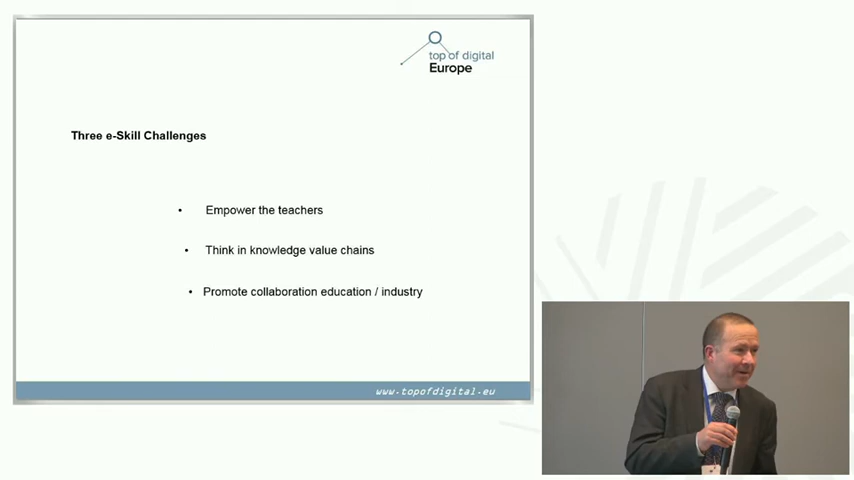 top of digital
Europe
Three e-Skill Challenges
• Empower the teachers
• Think in knowledge value chains
• Promote collaboration education / industry
www.topofdigital.eu